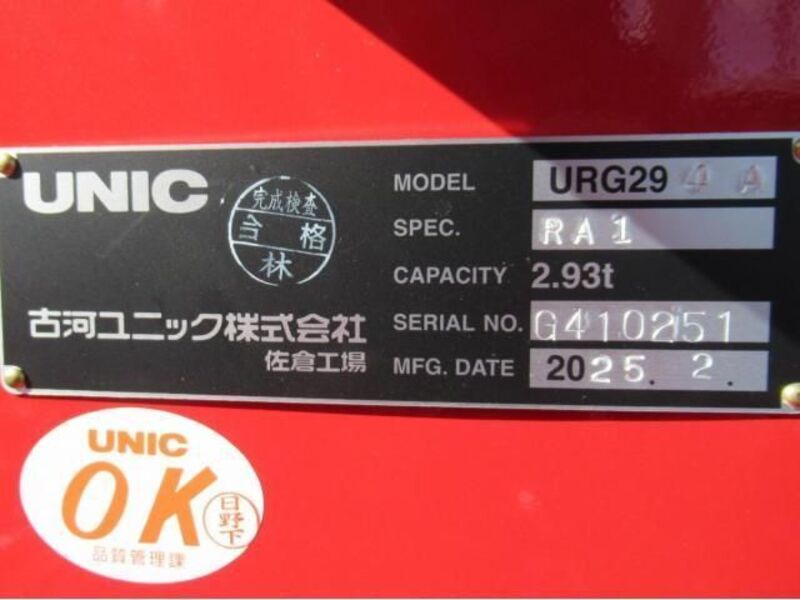 UNIC
完成検査
合格
林
古河ユニック株式会社
佐倉工場
MODEL URG294A
SPEC. RA1
CAPACITY 2.93t
SERIAL NO. G410251
MFG. DATE 2025. 2.
UNIC
OK
日野下
品質管理課